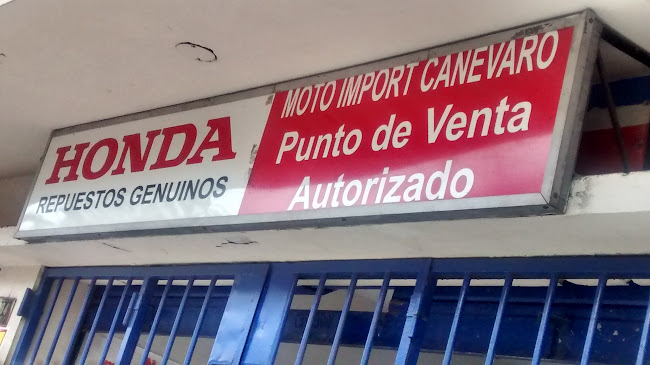 HONDA
REPUESTOS GENUINOS
MOTO IMPORT CANEVARO
Punto de Venta
Autorizado